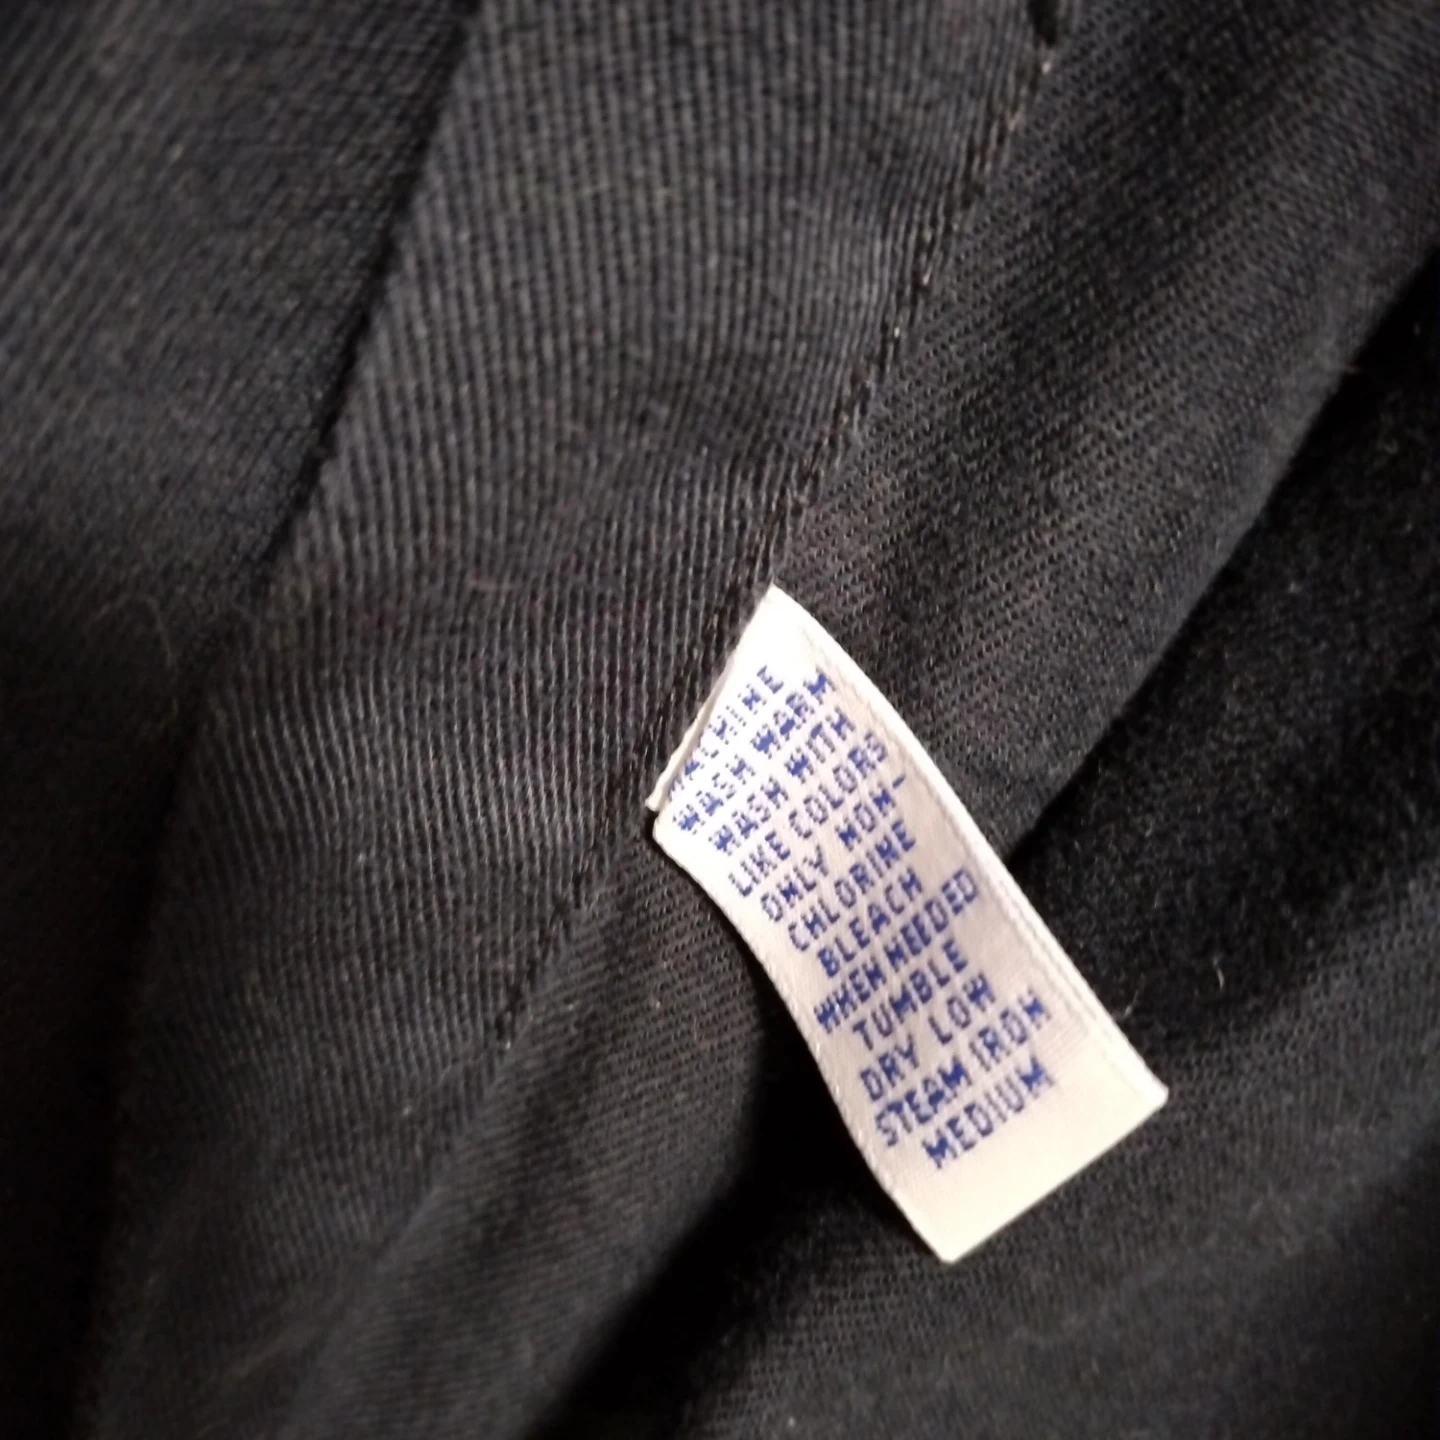 MACHINE
WASH WARM
WASH WITH
LIKE COLORS
ONLY NON-
CHLORINE
BLEACH
WHEN NEEDED
TUMBLE
DRY LOW
STEAM IRON
MEDIUM